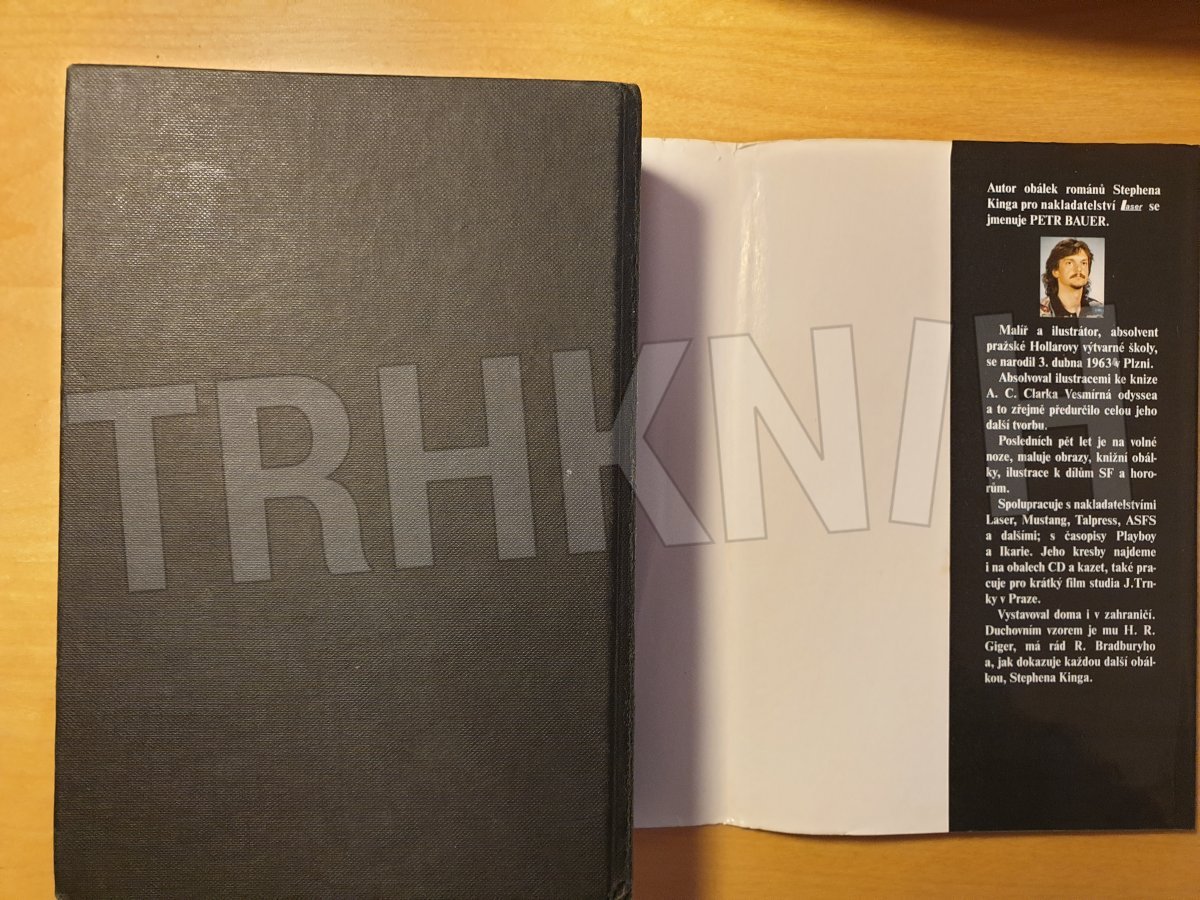 Autor obálek románů Stephena
Kinga pro nakladatelství Laser se
jmenuje PETR BAUER.
Malíř a ilustrátor, absolvent
pražské Hollarovy výtvarné školy,
se narodil 3. dubna 1963 v Plzni.
Absolvoval ilustracemi ke knize
A. C. Clarka Vesmírná odyssea
a to zřejmě předurčilo celou jeho
další tvorbu.
Posledních pět let je na volné
noze, maluje obrazy, knižní obál-
ky, ilustrace k dílům SF a horo-
rům.
Spolupracuje s nakladatelstvími
Laser, Mustang, Talpress, ASFS
a dalšími; s časopisy Playboy
a Ikarie. Jeho kresby najdeme
i na obalech CD a kazet, také pra-
cuje pro krátký film studia J.Trn-
ky v Praze.
Vystavoval doma i v zahraničí.
Duchovním vzorem je mu H. R.
Giger, má rád R. Bradburyho
a, jak dokazuje každou další obál-
kou, Stephena Kinga.
TRHKNIH